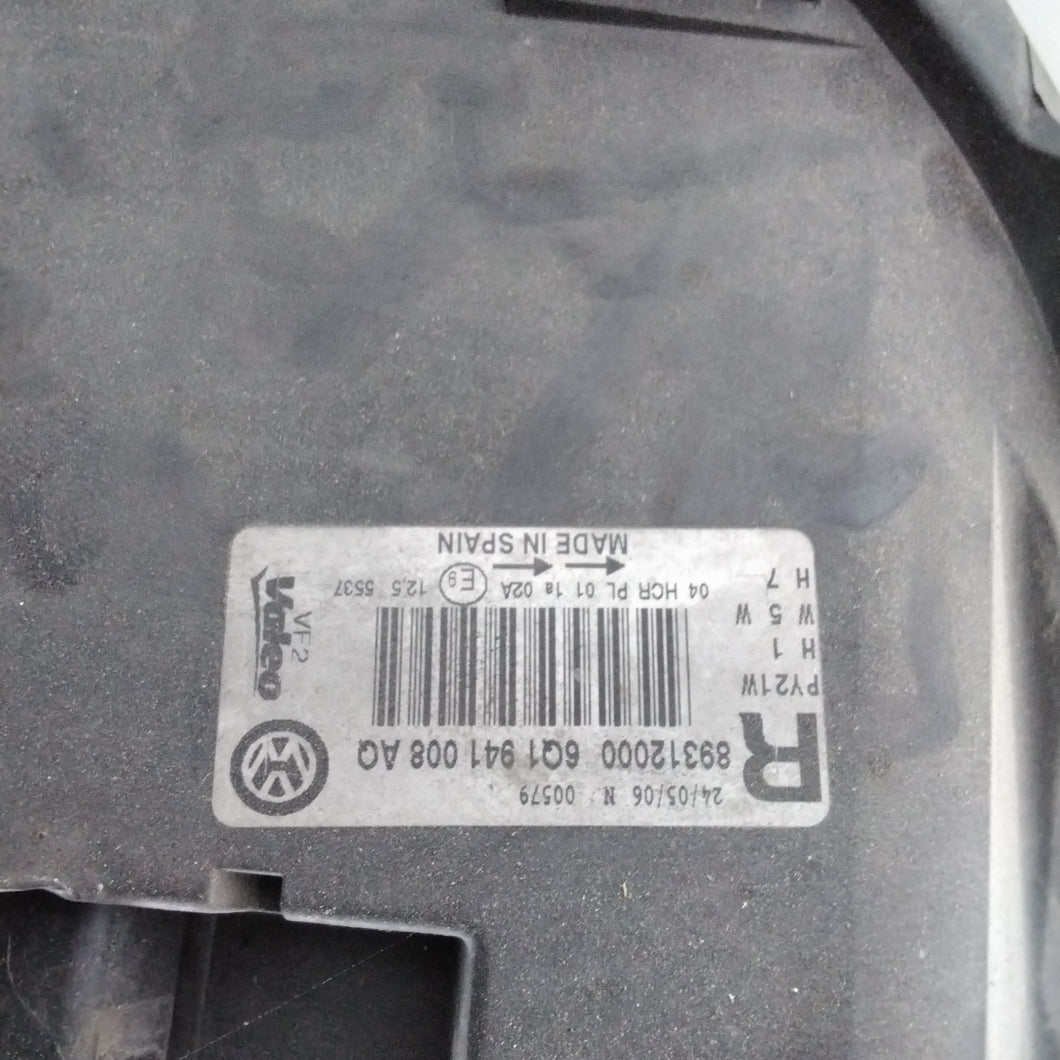 24/05/06 N 00579
R 89312000 6Q1 941 008 AQ
PY21W
H 1
W 5 W
H 7
04 HCR PL 01 1a 02A E9 12,5 5537
MADE IN SPAIN
VF2
Valeo